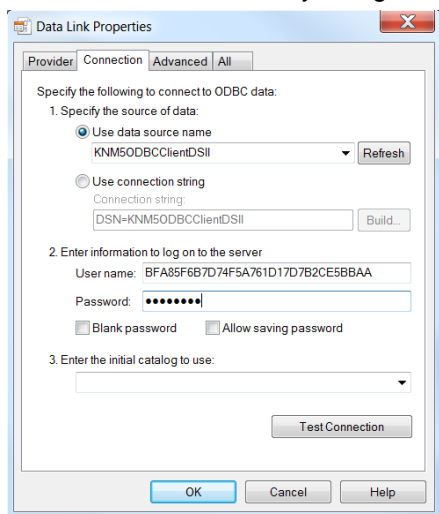 Data Link Properties
X
Provider Connection Advanced All
Specify the following to connect to ODBC data:
1. Specify the source of data:
Use data source name
KNM5ODBCClientDSII Refresh
Use connection string
Connection string:
DSN=KNM5ODBCClientDSII Build...
2. Enter information to log on to the server
User name: BFA85F6B7D74F5A761D17D7B2CE5BBAA
Password: ●●●●●●●●
Blank password Allow saving password
3. Enter the initial catalog to use:
Test Connection
OK Cancel Help